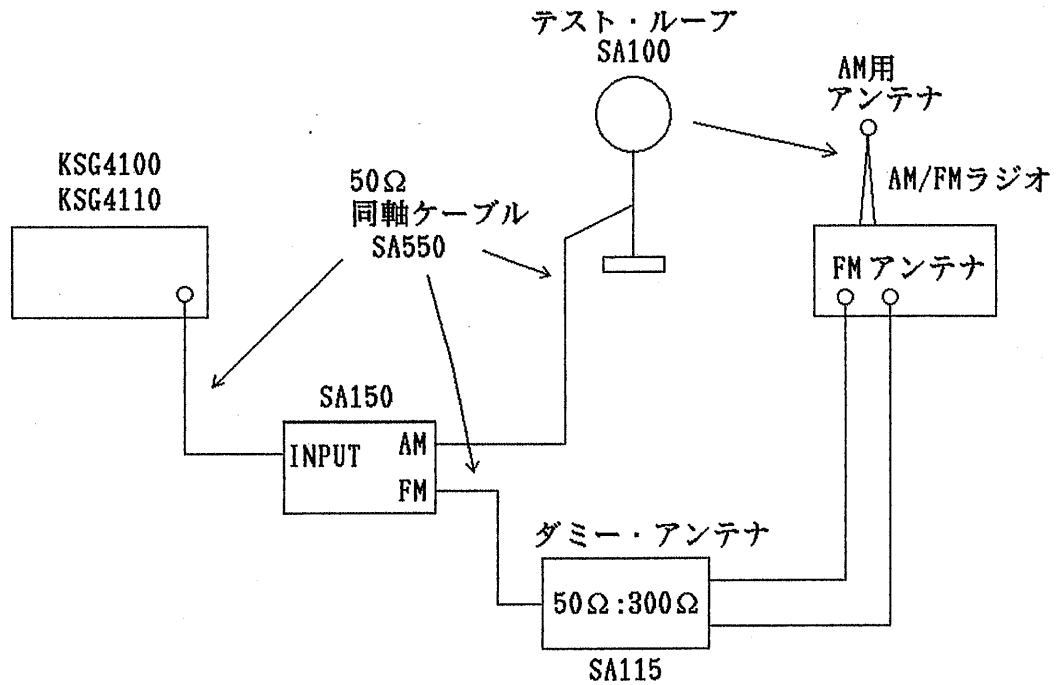 テスト・ループ
SA100
AM用
アンテナ
AM/FMラジオ
KSG4100
KSG4110
50Ω
同軸ケーブル
SA550
FM アンテナ
SA150
INPUT
AM
FM
ダミー・アンテナ
50Ω:300Ω
SA115